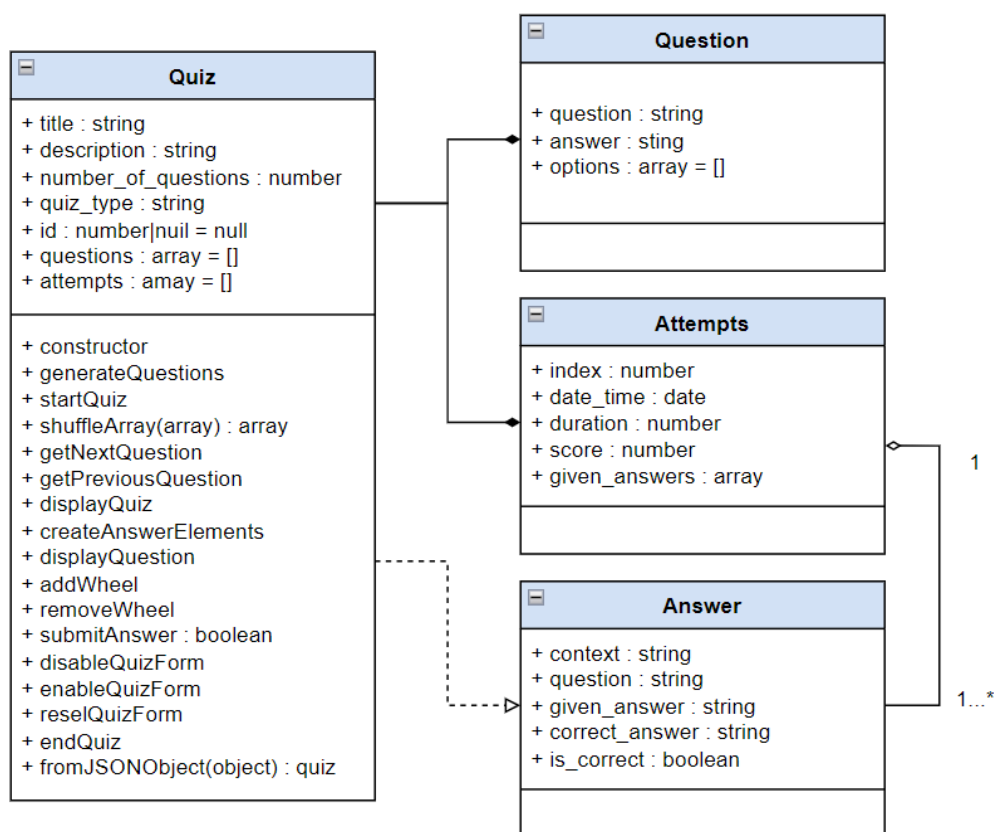 Quiz
+ title : string
+ description : string
+ number_of_questions : number
+ quiz_type : string
+ id : number|nuil = null
+ questions : array = []
+ attempts : amay = []
+ constructor
+ generateQuestions
+ startQuiz
+ shuffleArray(array) : array
+ getNextQuestion
+ getPreviousQuestion
+ displayQuiz
+ createAnswerElements
+ displayQuestion
+ addWheel
+ removeWheel
+ submitAnswer : boolean
+ disableQuizForm
+ enableQuizForm
+ reselQuizForm
+ endQuiz
+ fromJSONObject(object) : quiz
Question
+ question : string
+ answer : sting
+ options : array = []
Attempts
+ index : number
+ date_time : date
+ duration : number
+ score : number
+ given_answers : array
1
Answer
+ context : string
+ question : string
+ given_answer : string
+ correct_answer : string
+ is_correct : boolean
1...*